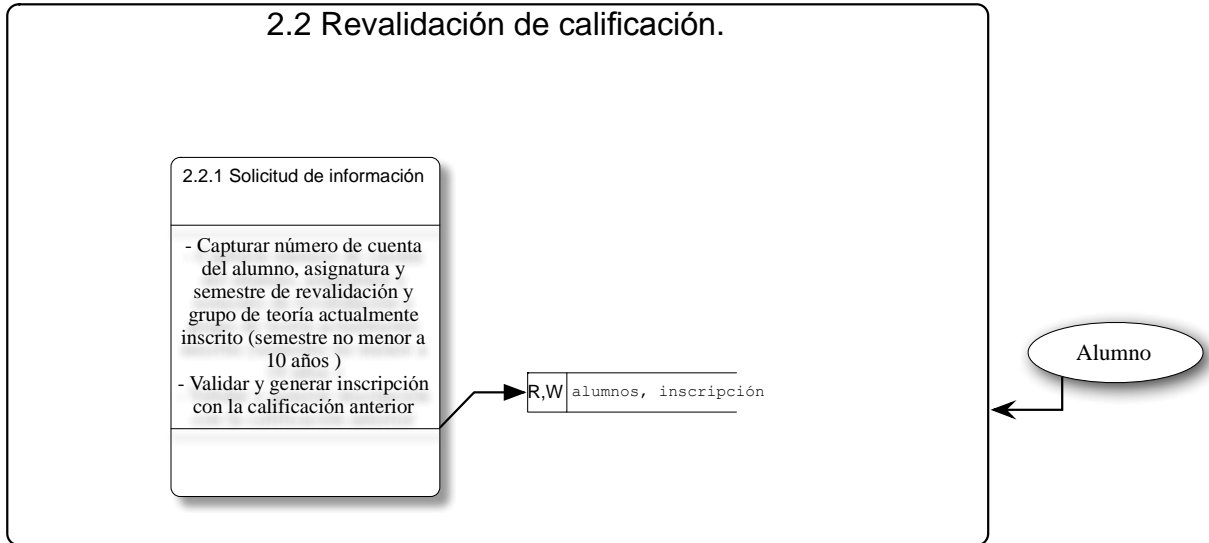 2.2 Revalidación de calificación.
2.2.1 Solicitud de información
- Capturar número de cuenta
del alumno, asignatura y
semestre de revalidación y
grupo de teoría actualmente
inscrito (semestre no menor a
10 años )
- Validar y generar inscripción
con la calificación anterior
R,W alumnos, inscripción
Alumno